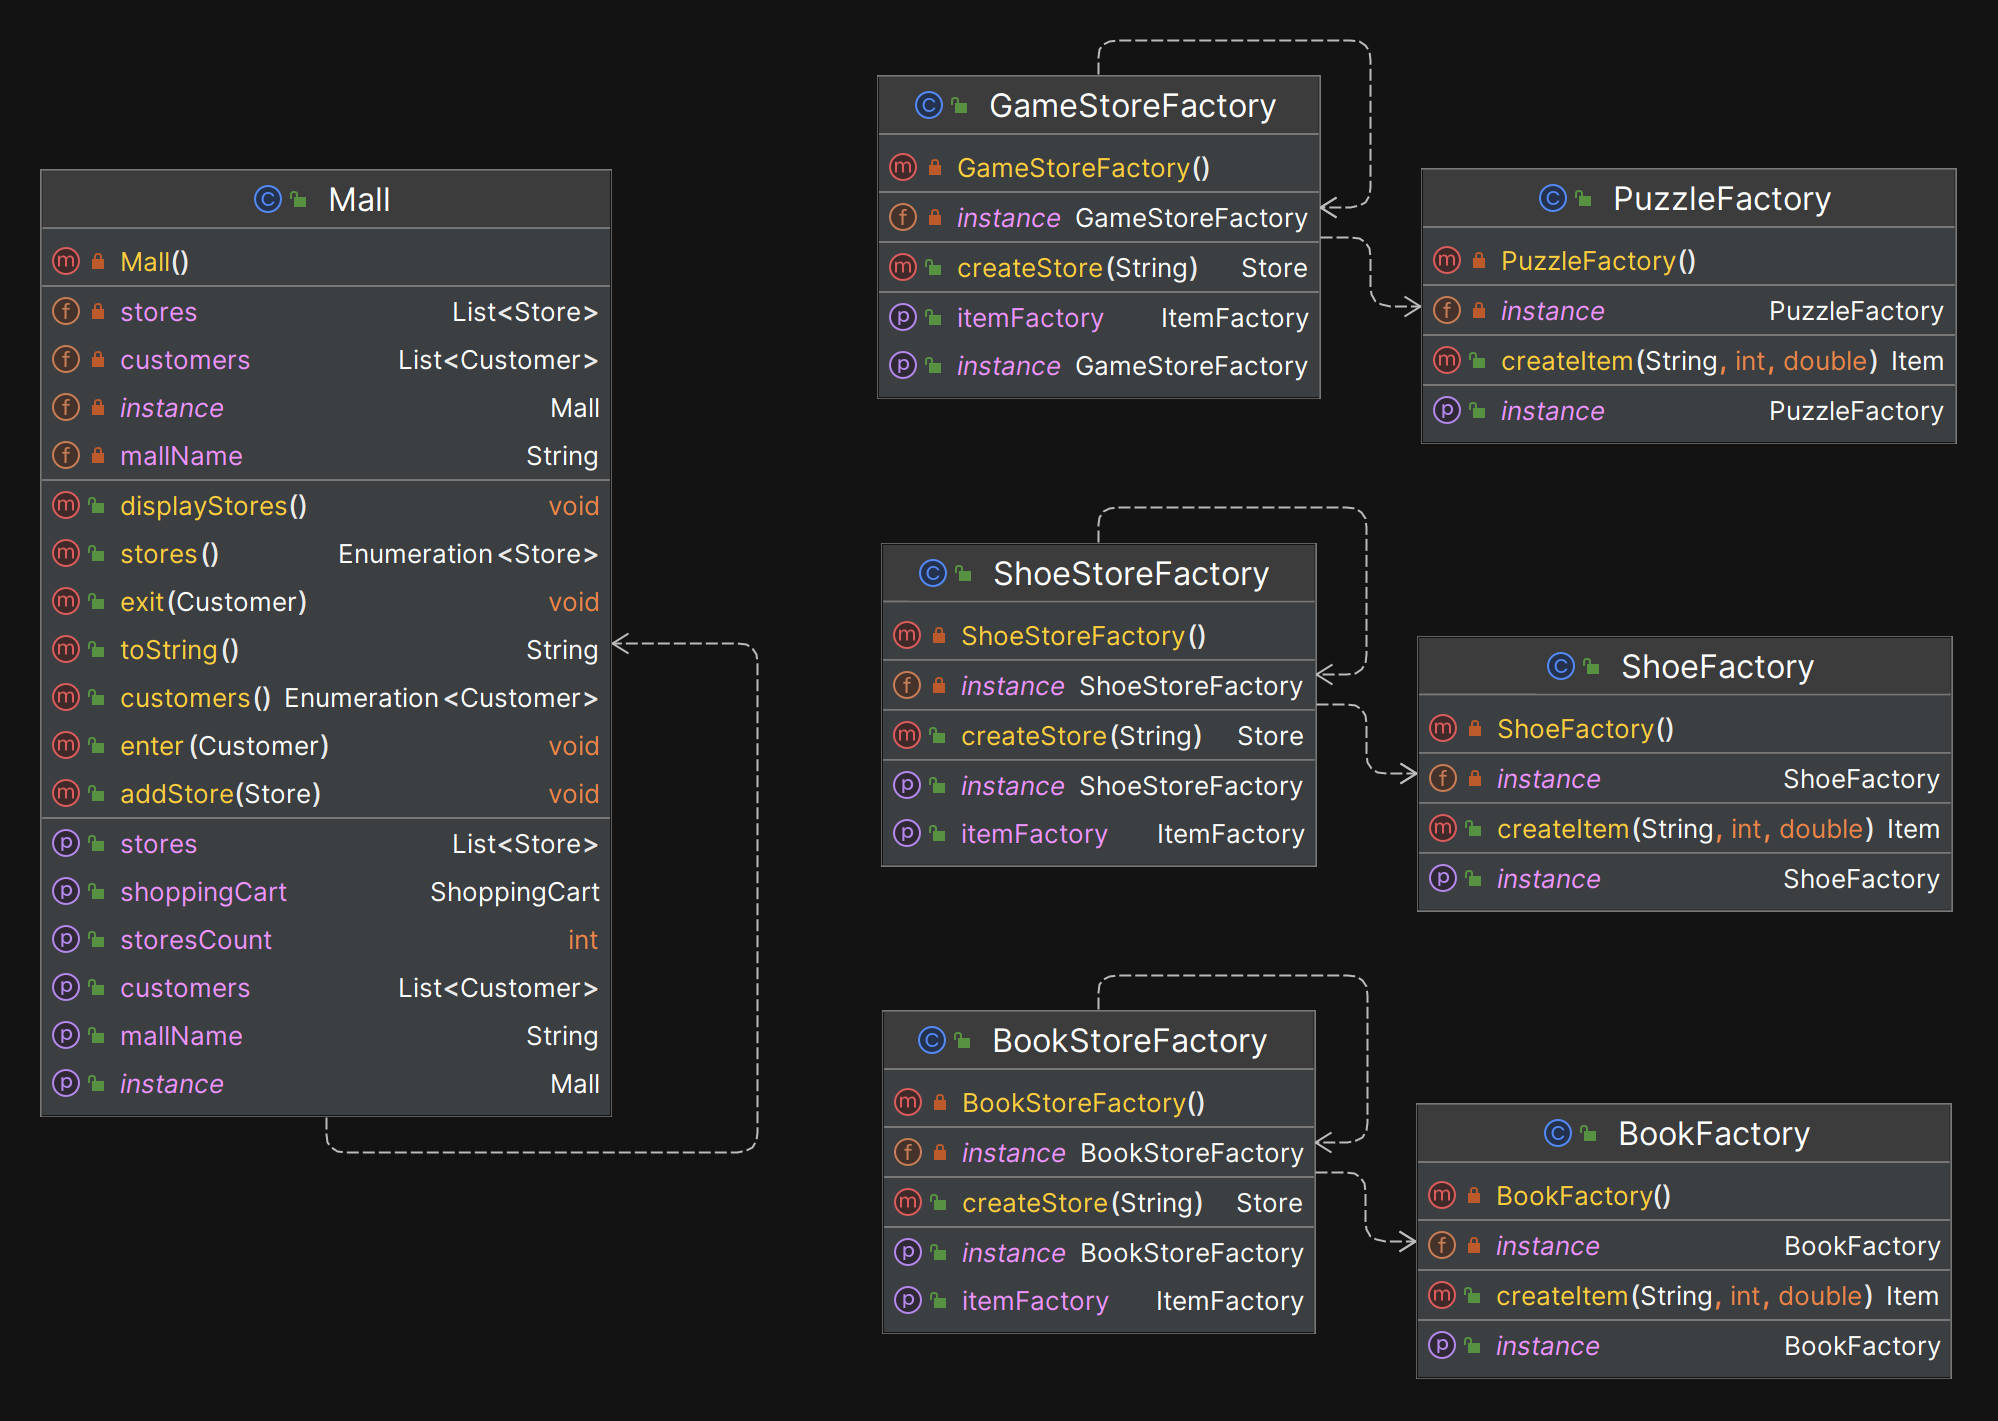 Mall
Mall()
stores List<Store>
customers List<Customer>
instance Mall
mallName String
displayStores() void
stores() Enumeration<Store>
exit(Customer) void
toString() String
customers() Enumeration<Customer>
enter(Customer) void
addStore(Store) void
stores List<Store>
shoppingCart ShoppingCart
storesCount int
customers List<Customer>
mallName String
instance Mall
GameStoreFactory
GameStoreFactory()
instance GameStoreFactory
createStore(String) Store
itemFactory ItemFactory
instance GameStoreFactory
PuzzleFactory
PuzzleFactory()
instance PuzzleFactory
createItem(String, int, double) Item
instance PuzzleFactory
ShoeStoreFactory
ShoeStoreFactory()
instance ShoeStoreFactory
createStore(String) Store
instance ShoeStoreFactory
itemFactory ItemFactory
ShoeFactory
ShoeFactory()
instance ShoeFactory
createItem(String, int, double) Item
instance ShoeFactory
BookStoreFactory
BookStoreFactory()
instance BookStoreFactory
createStore(String) Store
instance BookStoreFactory
itemFactory ItemFactory
BookFactory
BookFactory()
instance BookFactory
createItem(String, int, double) Item
instance BookFactory